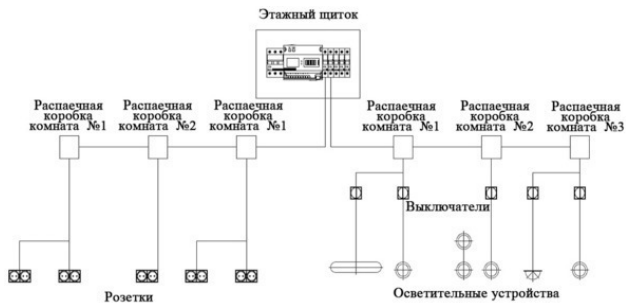 Этажный щиток
Распаечная
коробка
комната №1
Распаечная
коробка
комната №2
Распаечная
коробка
комната №1
Распаечная
коробка
комната №1
Распаечная
коробка
комната №2
Распаечная
коробка
комната №3
Выключатели
Розетки
Осветительные устройства